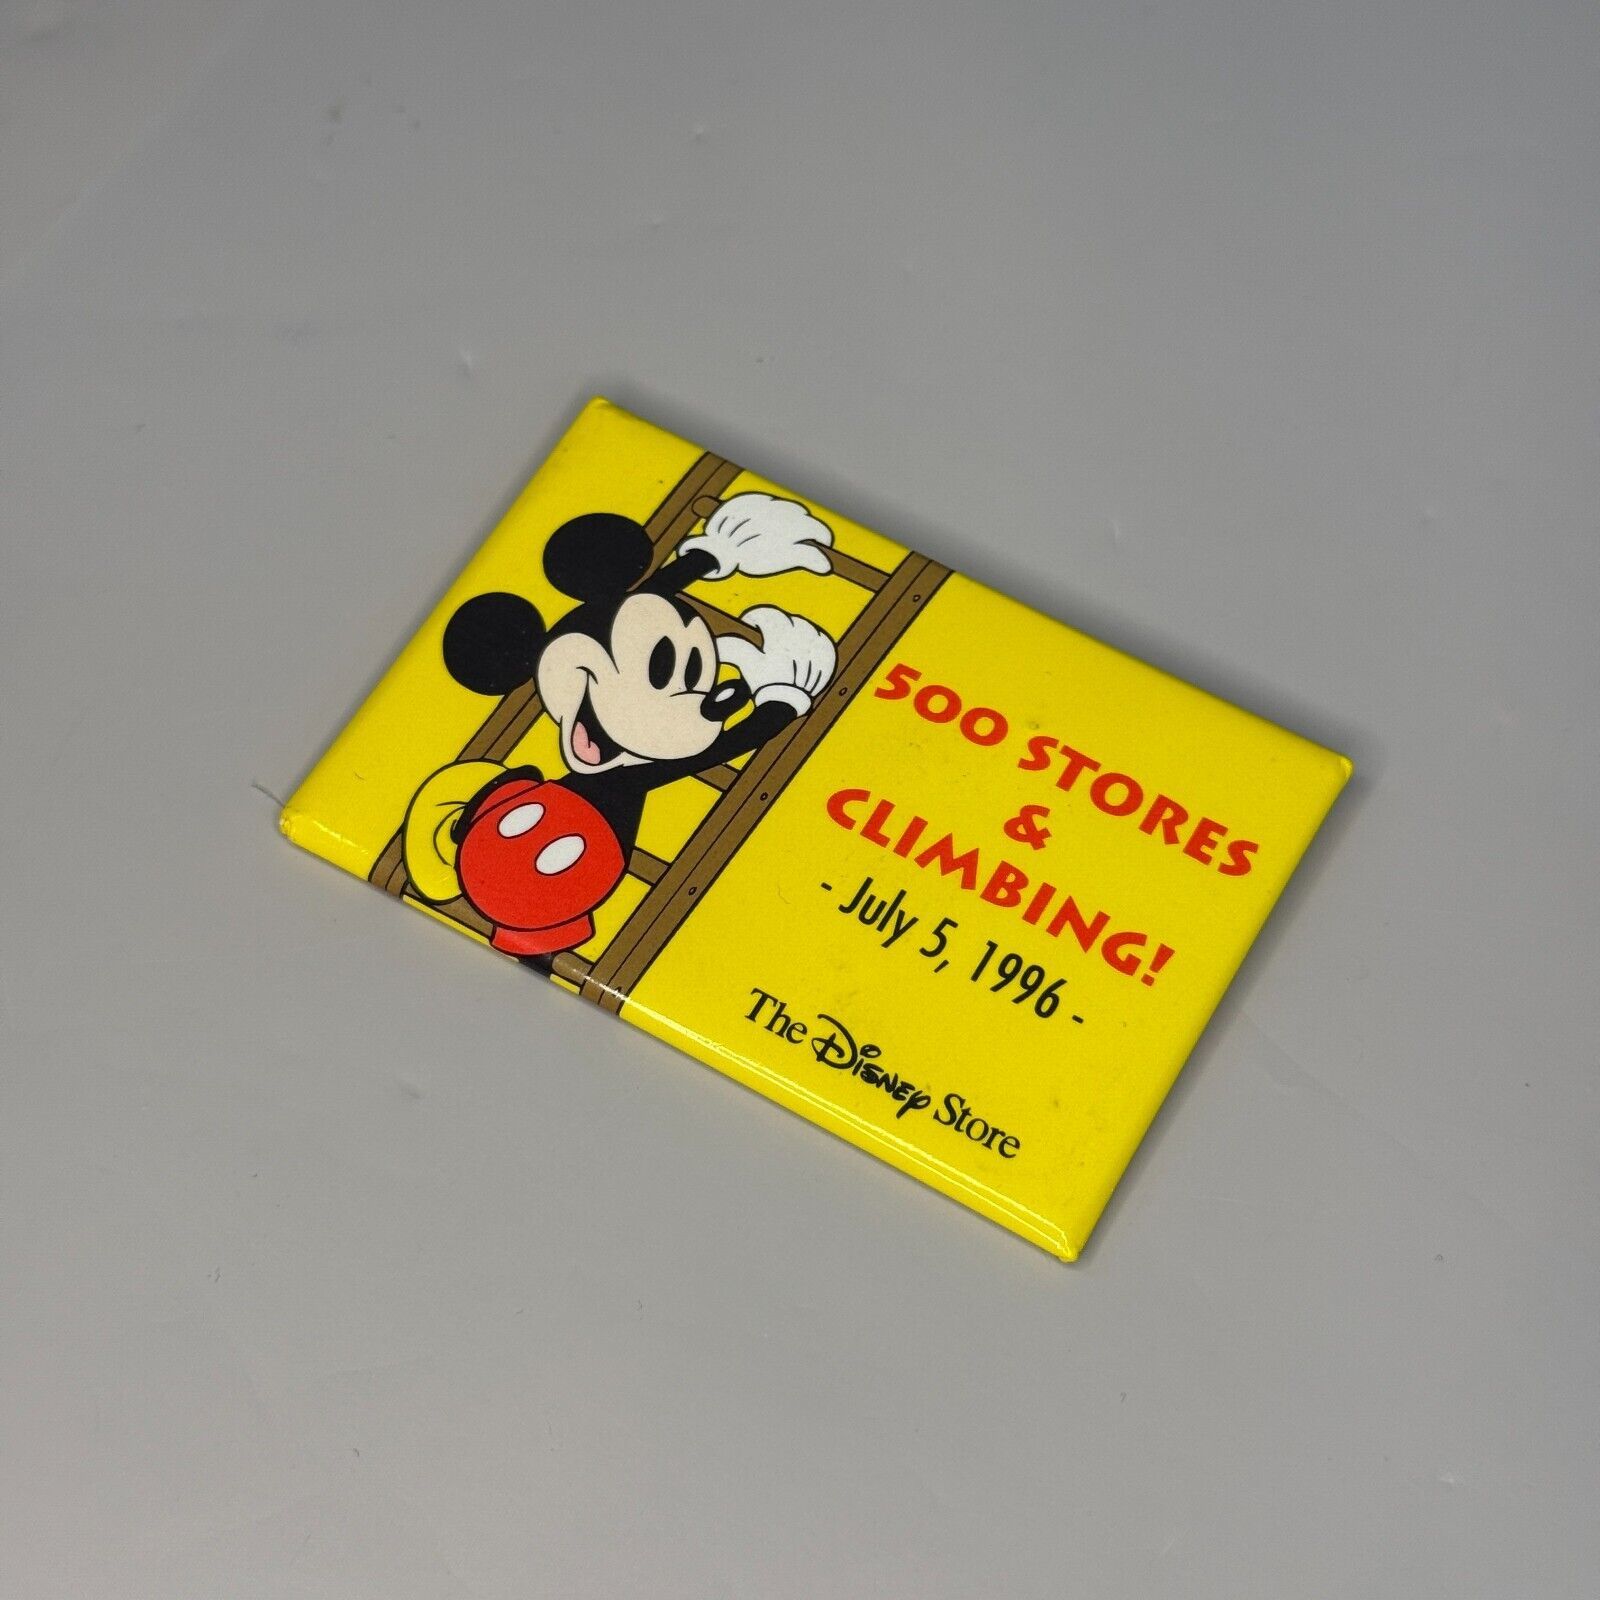 500 STORES
&
CLIMBING!
- July 5, 1996 -
The Disney Store